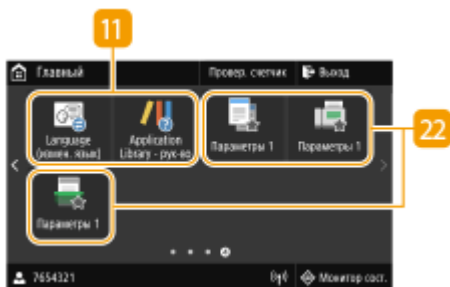 11
Главный
Провер. счетчик
Выход
Language
(измен. язык)
Application
Library - рук-во
Параметры 1
Параметры 1
22
Параметры 1
7654321
Монитор сост.